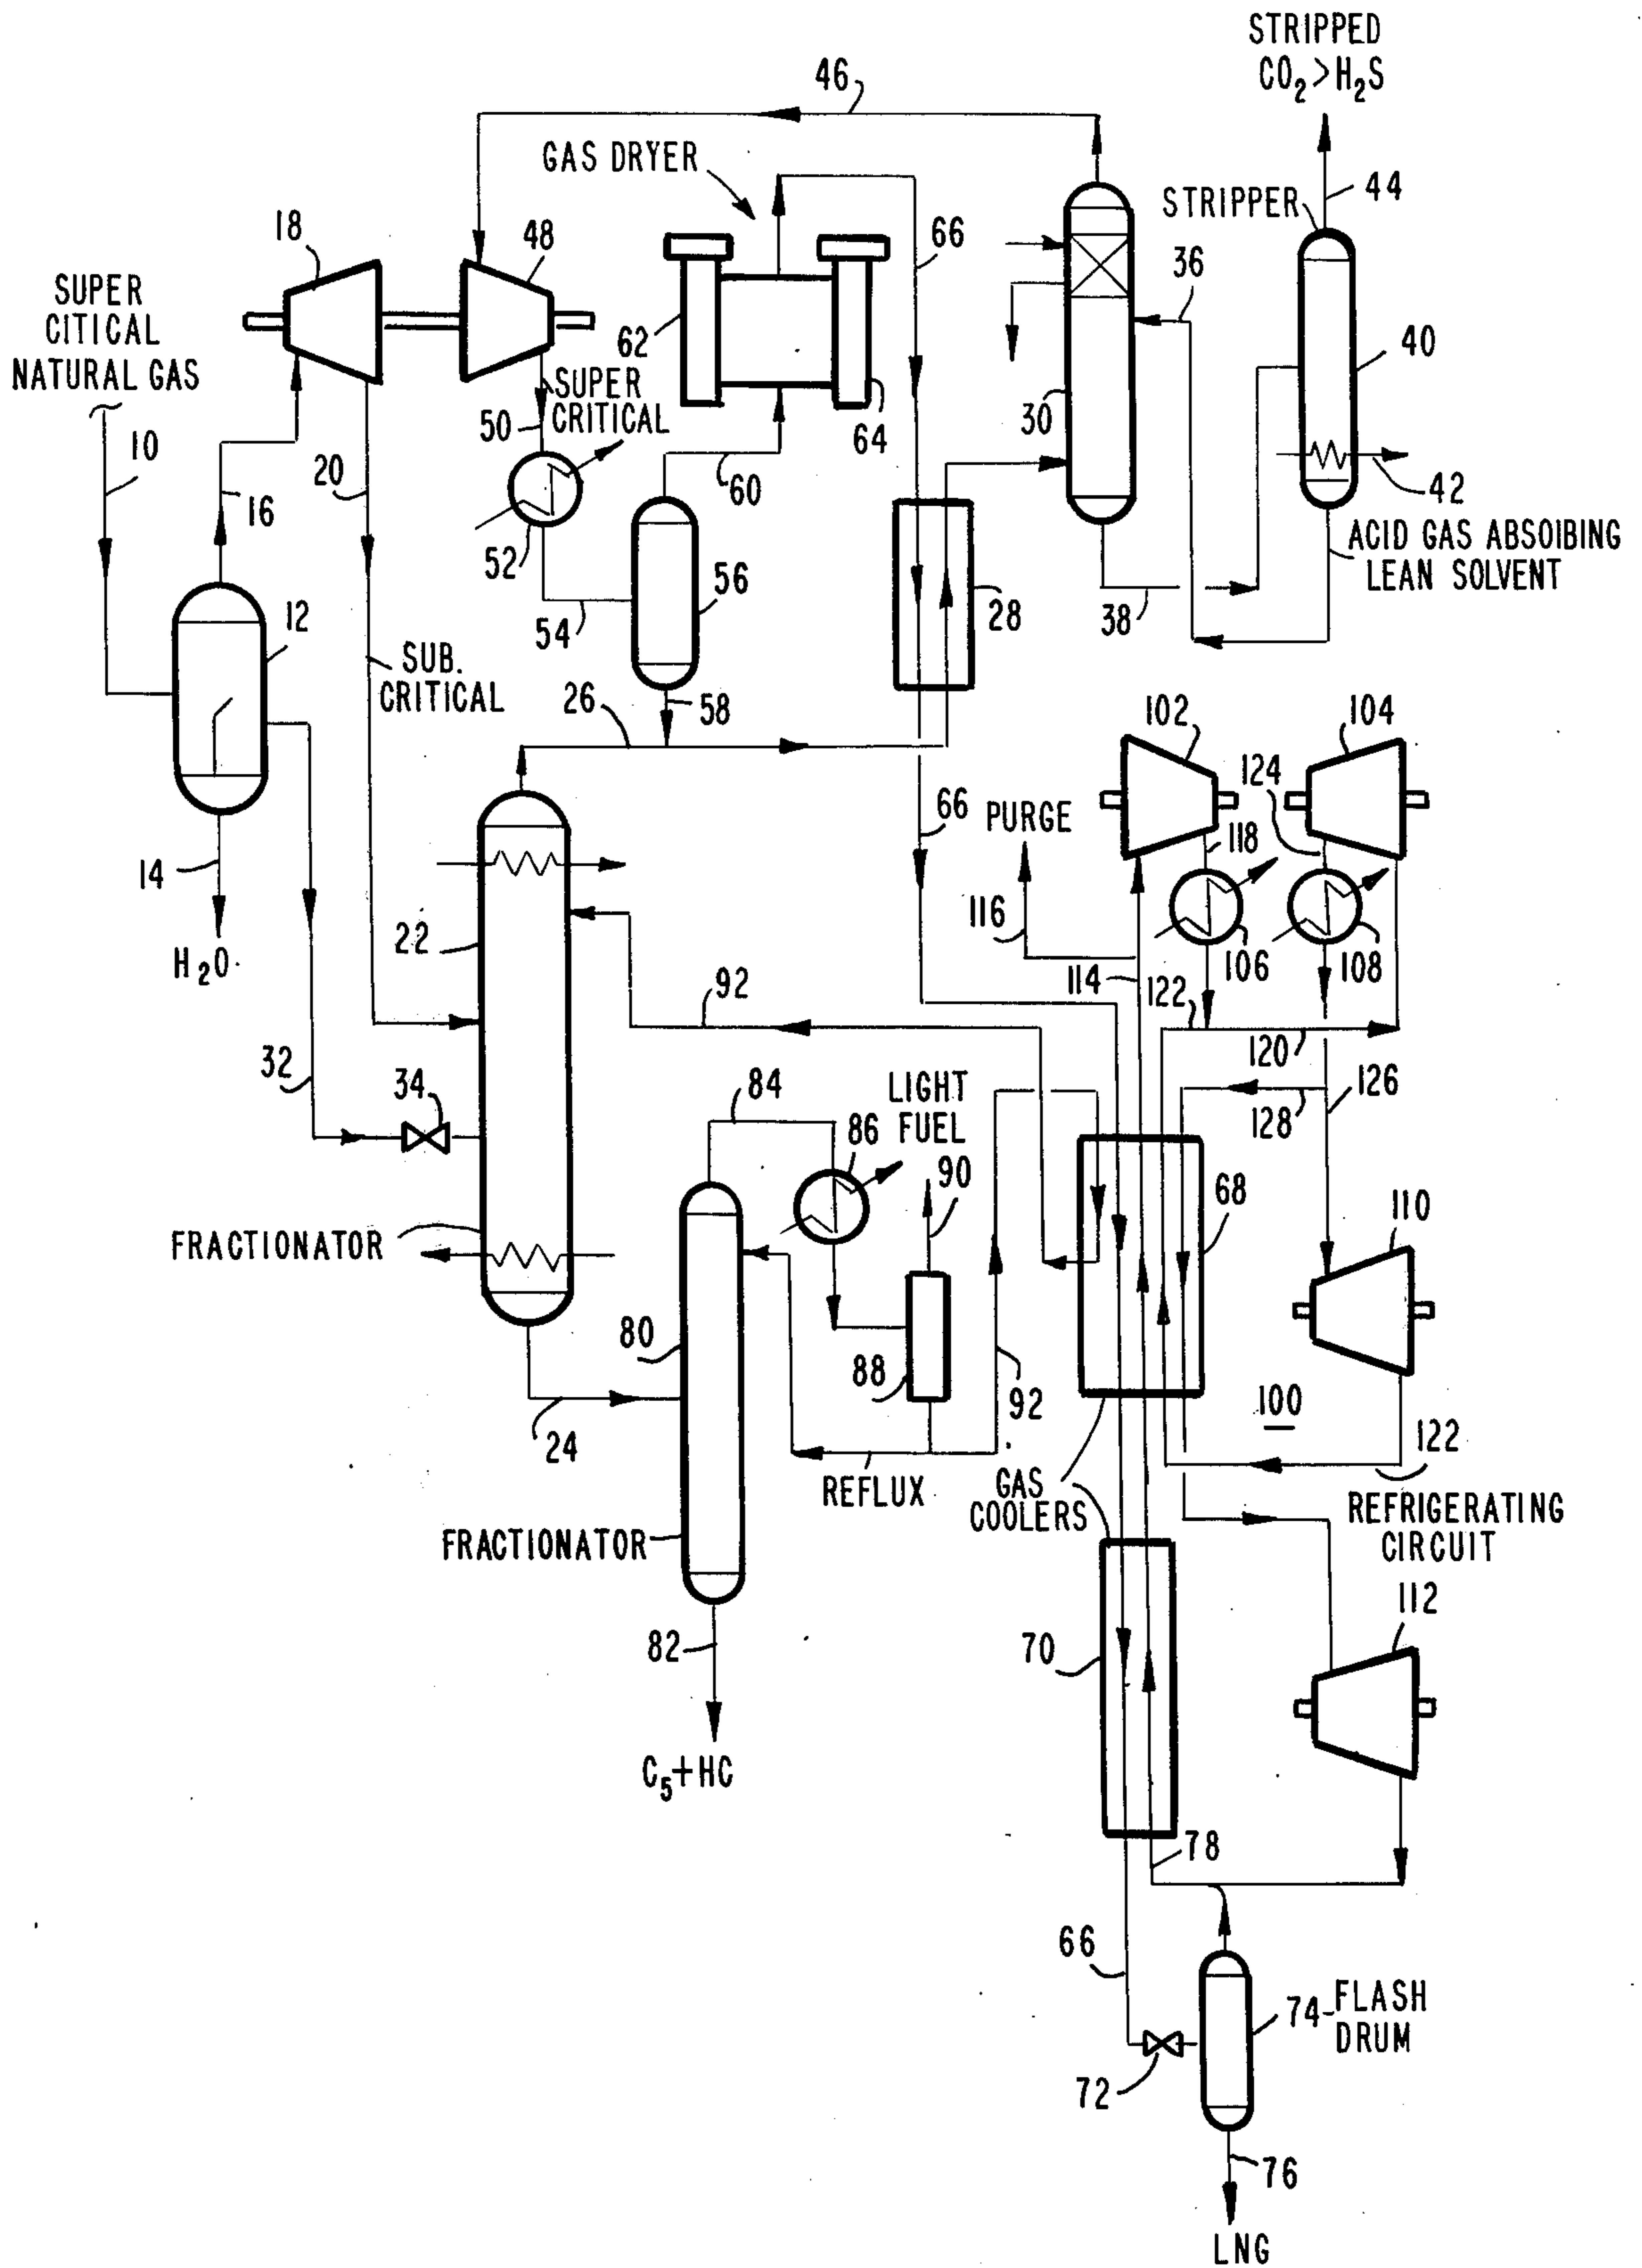 STRIPPED
CO2>H2S
46
GAS DRYER
STRIPPER
44
18
48
66
36
SUPER
CITICAL
NATURAL GAS
62
64
30
40
10
SUPER
CRITICAL
50
20
16
60
42
52
ACID GAS ABSOIBING
LEAN SOLVENT
12
54
56
28
38
SUB.
CRITICAL
26
58
102
104
124
14
66
PURGE
118
H2O.
22
116
106
108
92
114
122
120
32
34
84
LIGHT
FUEL
86
90
128
126
68
110
FRACTIONATOR
80
88
92
100
24
122
REFLUX
GAS
COOLERS
REFRIGERATING
CIRCUIT
FRACTIONATOR
82
70
112
C5+HC
78
66
74
FLASH
DRUM
72
76
LNG